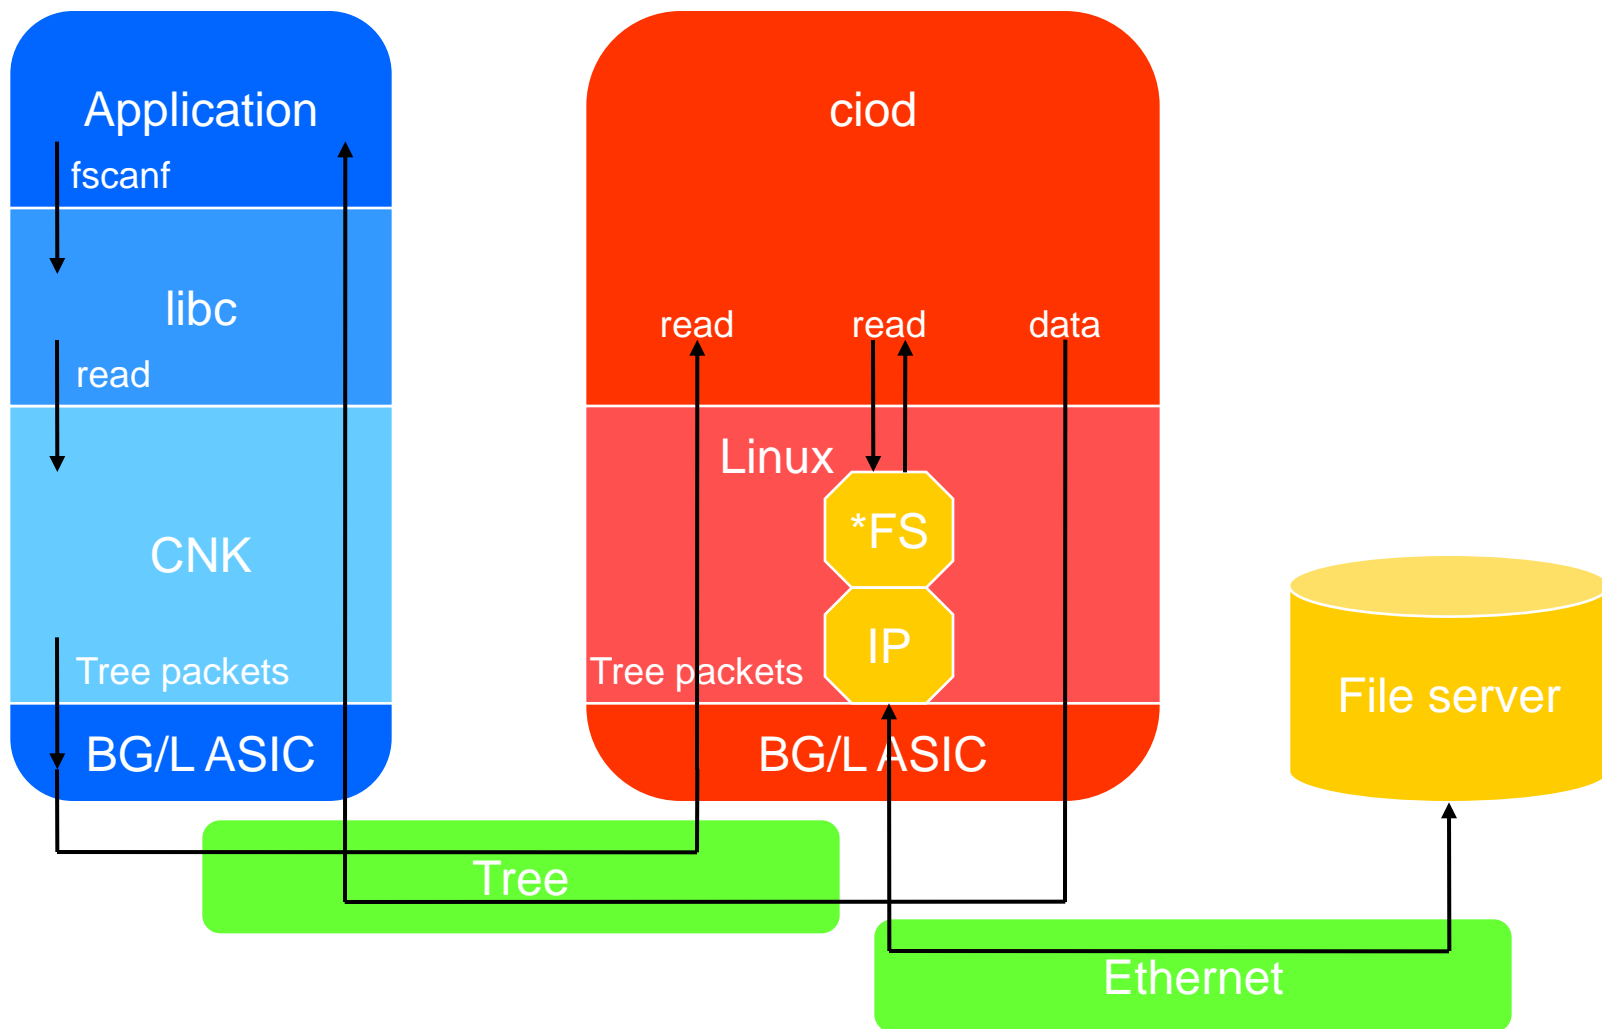 Application
fscanf
libc
read
CNK
Tree packets
BG/L ASIC
ciod
read
read
data
Linux
*FS
IP
Tree packets
BG/L ASIC
File server
Tree
Ethernet